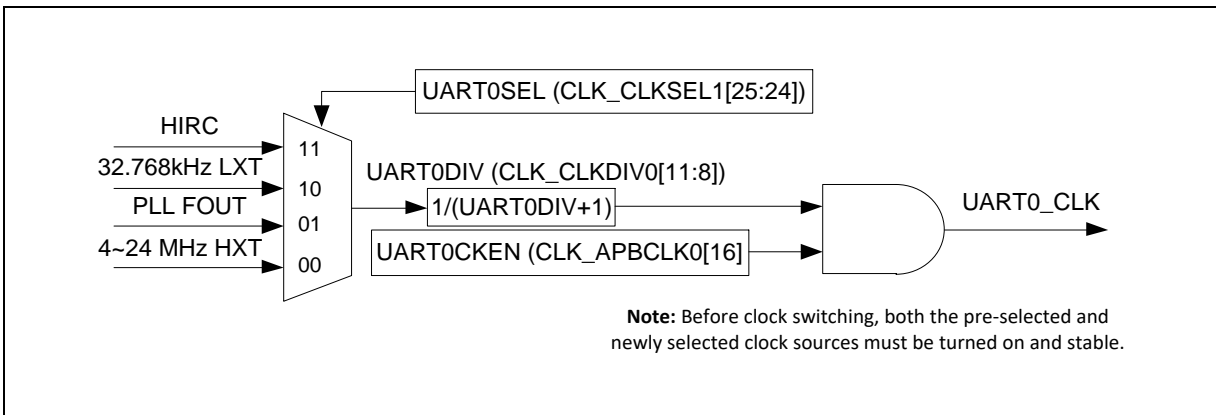 UART0SEL (CLK_CLKSEL1[25:24])
HIRC
11
32.768kHz LXT
10
UART0DIV (CLK_CLKDIV0[11:8])
PLL FOUT
01
1/(UART0DIV+1)
UART0_CLK
4~24 MHz HXT
00
UART0CKEN (CLK_APBCLK0[16]
Note: Before clock switching, both the pre-selected and
newly selected clock sources must be turned on and stable.